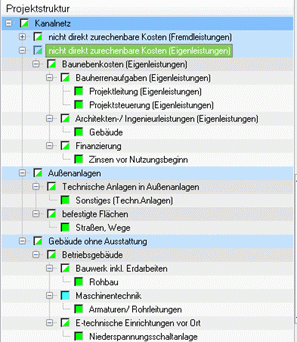 Projektstruktur
Kanalnetz
nicht direkt zurechenbare Kosten (Fremdleistungen)
nicht direkt zurechenbare Kosten (Eigenleistungen)
Baunebenkosten (Eigenleistungen)
Bauherrenaufgaben (Eigenleistungen)
Projektleitung (Eigenleistungen)
Projektsteuerung (Eigenleistungen)
Architekten-/ Ingenieurleistungen (Eigenleistungen)
Gebäude
Finanzierung
Zinsen vor Nutzungsbeginn
Außenanlagen
Technische Anlagen in Außenanlagen
Sonstiges (Techn.Anlagen)
befestigte Flächen
Straßen, Wege
Gebäude ohne Ausstattung
Betriebsgebäude
Bauwerk inkl. Erdarbeiten
Rohbau
Maschinentechnik
Armaturen/ Rohrleitungen
E-technische Einrichtungen vor Ort
Niederspannungsschaltanlage